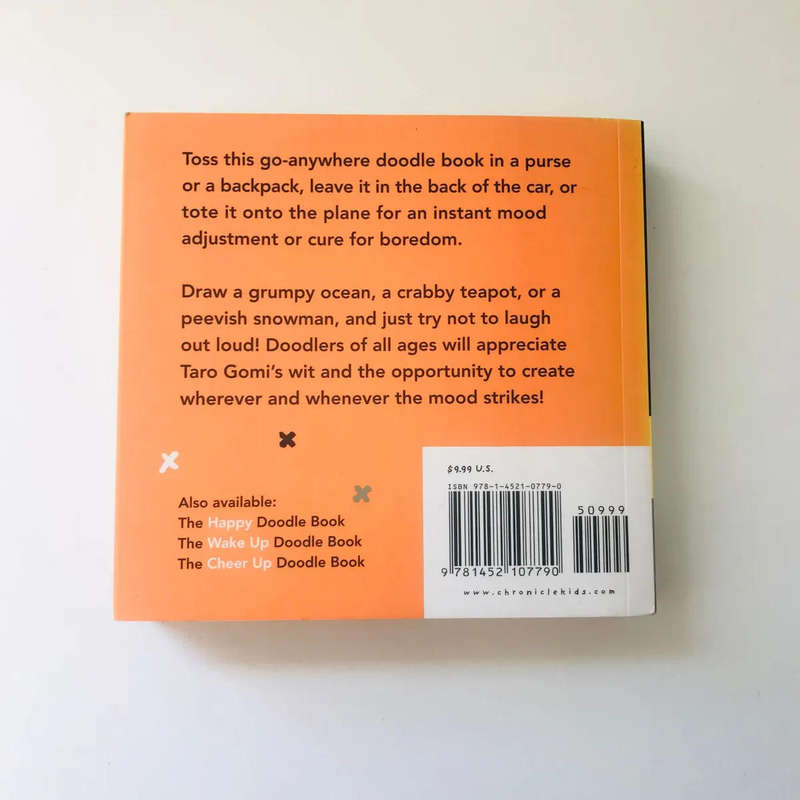 Toss this go-anywhere doodle book in a purse
or a backpack, leave it in the back of the car, or
tote it onto the plane for an instant mood
adjustment or cure for boredom.
Draw a grumpy ocean, a crabby teapot, or a
peevish snowman, and just try not to laugh
out loud! Doodlers of all ages will appreciate
Taro Gomi's wit and the opportunity to create
wherever and whenever the mood strikes!
Also available:
The Happy Doodle Book
The Wake Up Doodle Book
The Cheer Up Doodle Book
$9.99 U.S.
ISBN 978-1-4521-0779-0
50999
9 781452 107790
www.chroniclekids.com